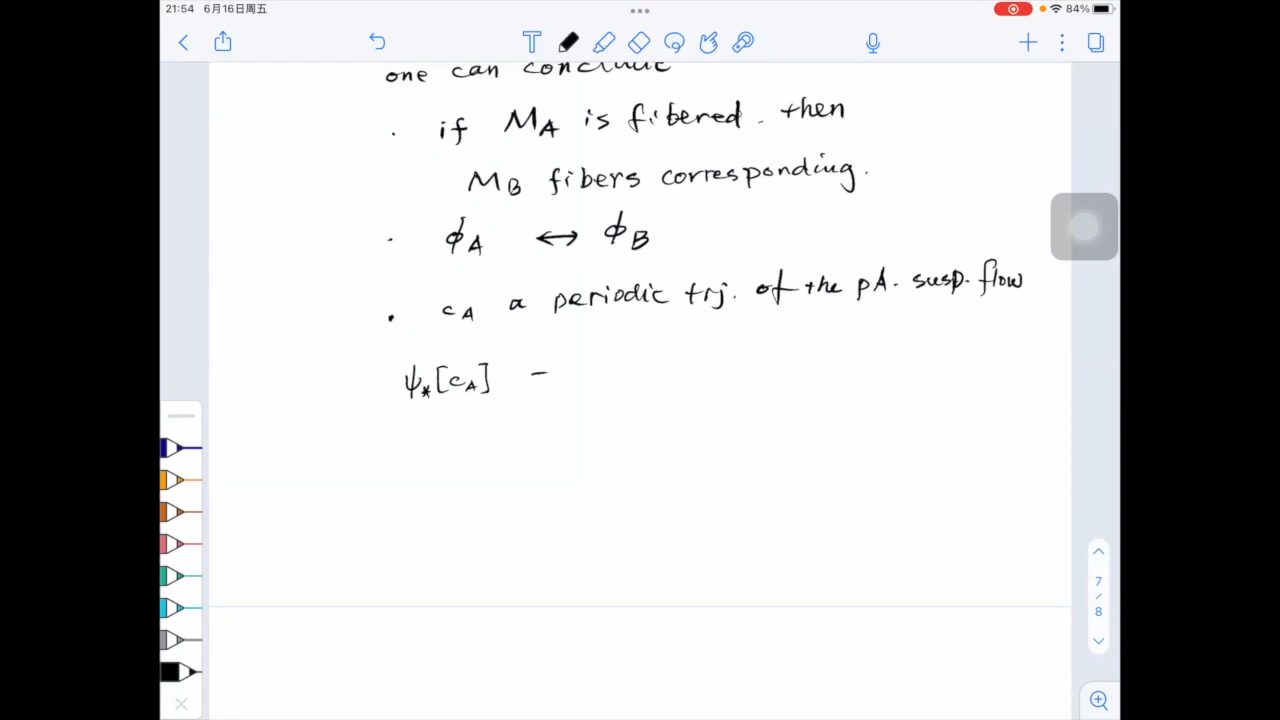 21:54 6月16日周五
84%
one can conclude
· if M_A is fibered. then
M_B fibers corresponding.
· ϕ_A ↔ ϕ_B
· c_A a periodic trj. of the pA. susp. flow
ψ_*[c_A] –
7
/
8